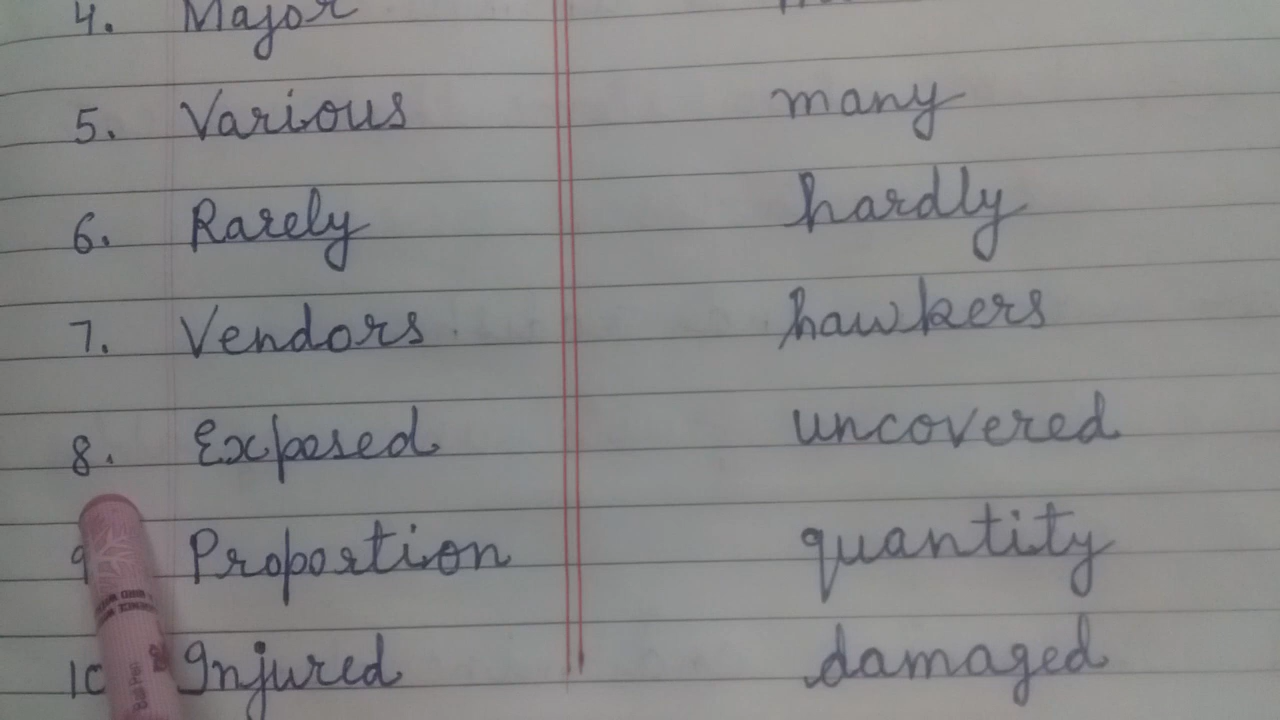 4. Major
5. Various many
6. Rarely hardly
7. Vendors hawkers
8. Exposed uncovered
9 Proportion quantity
10 Injured damaged